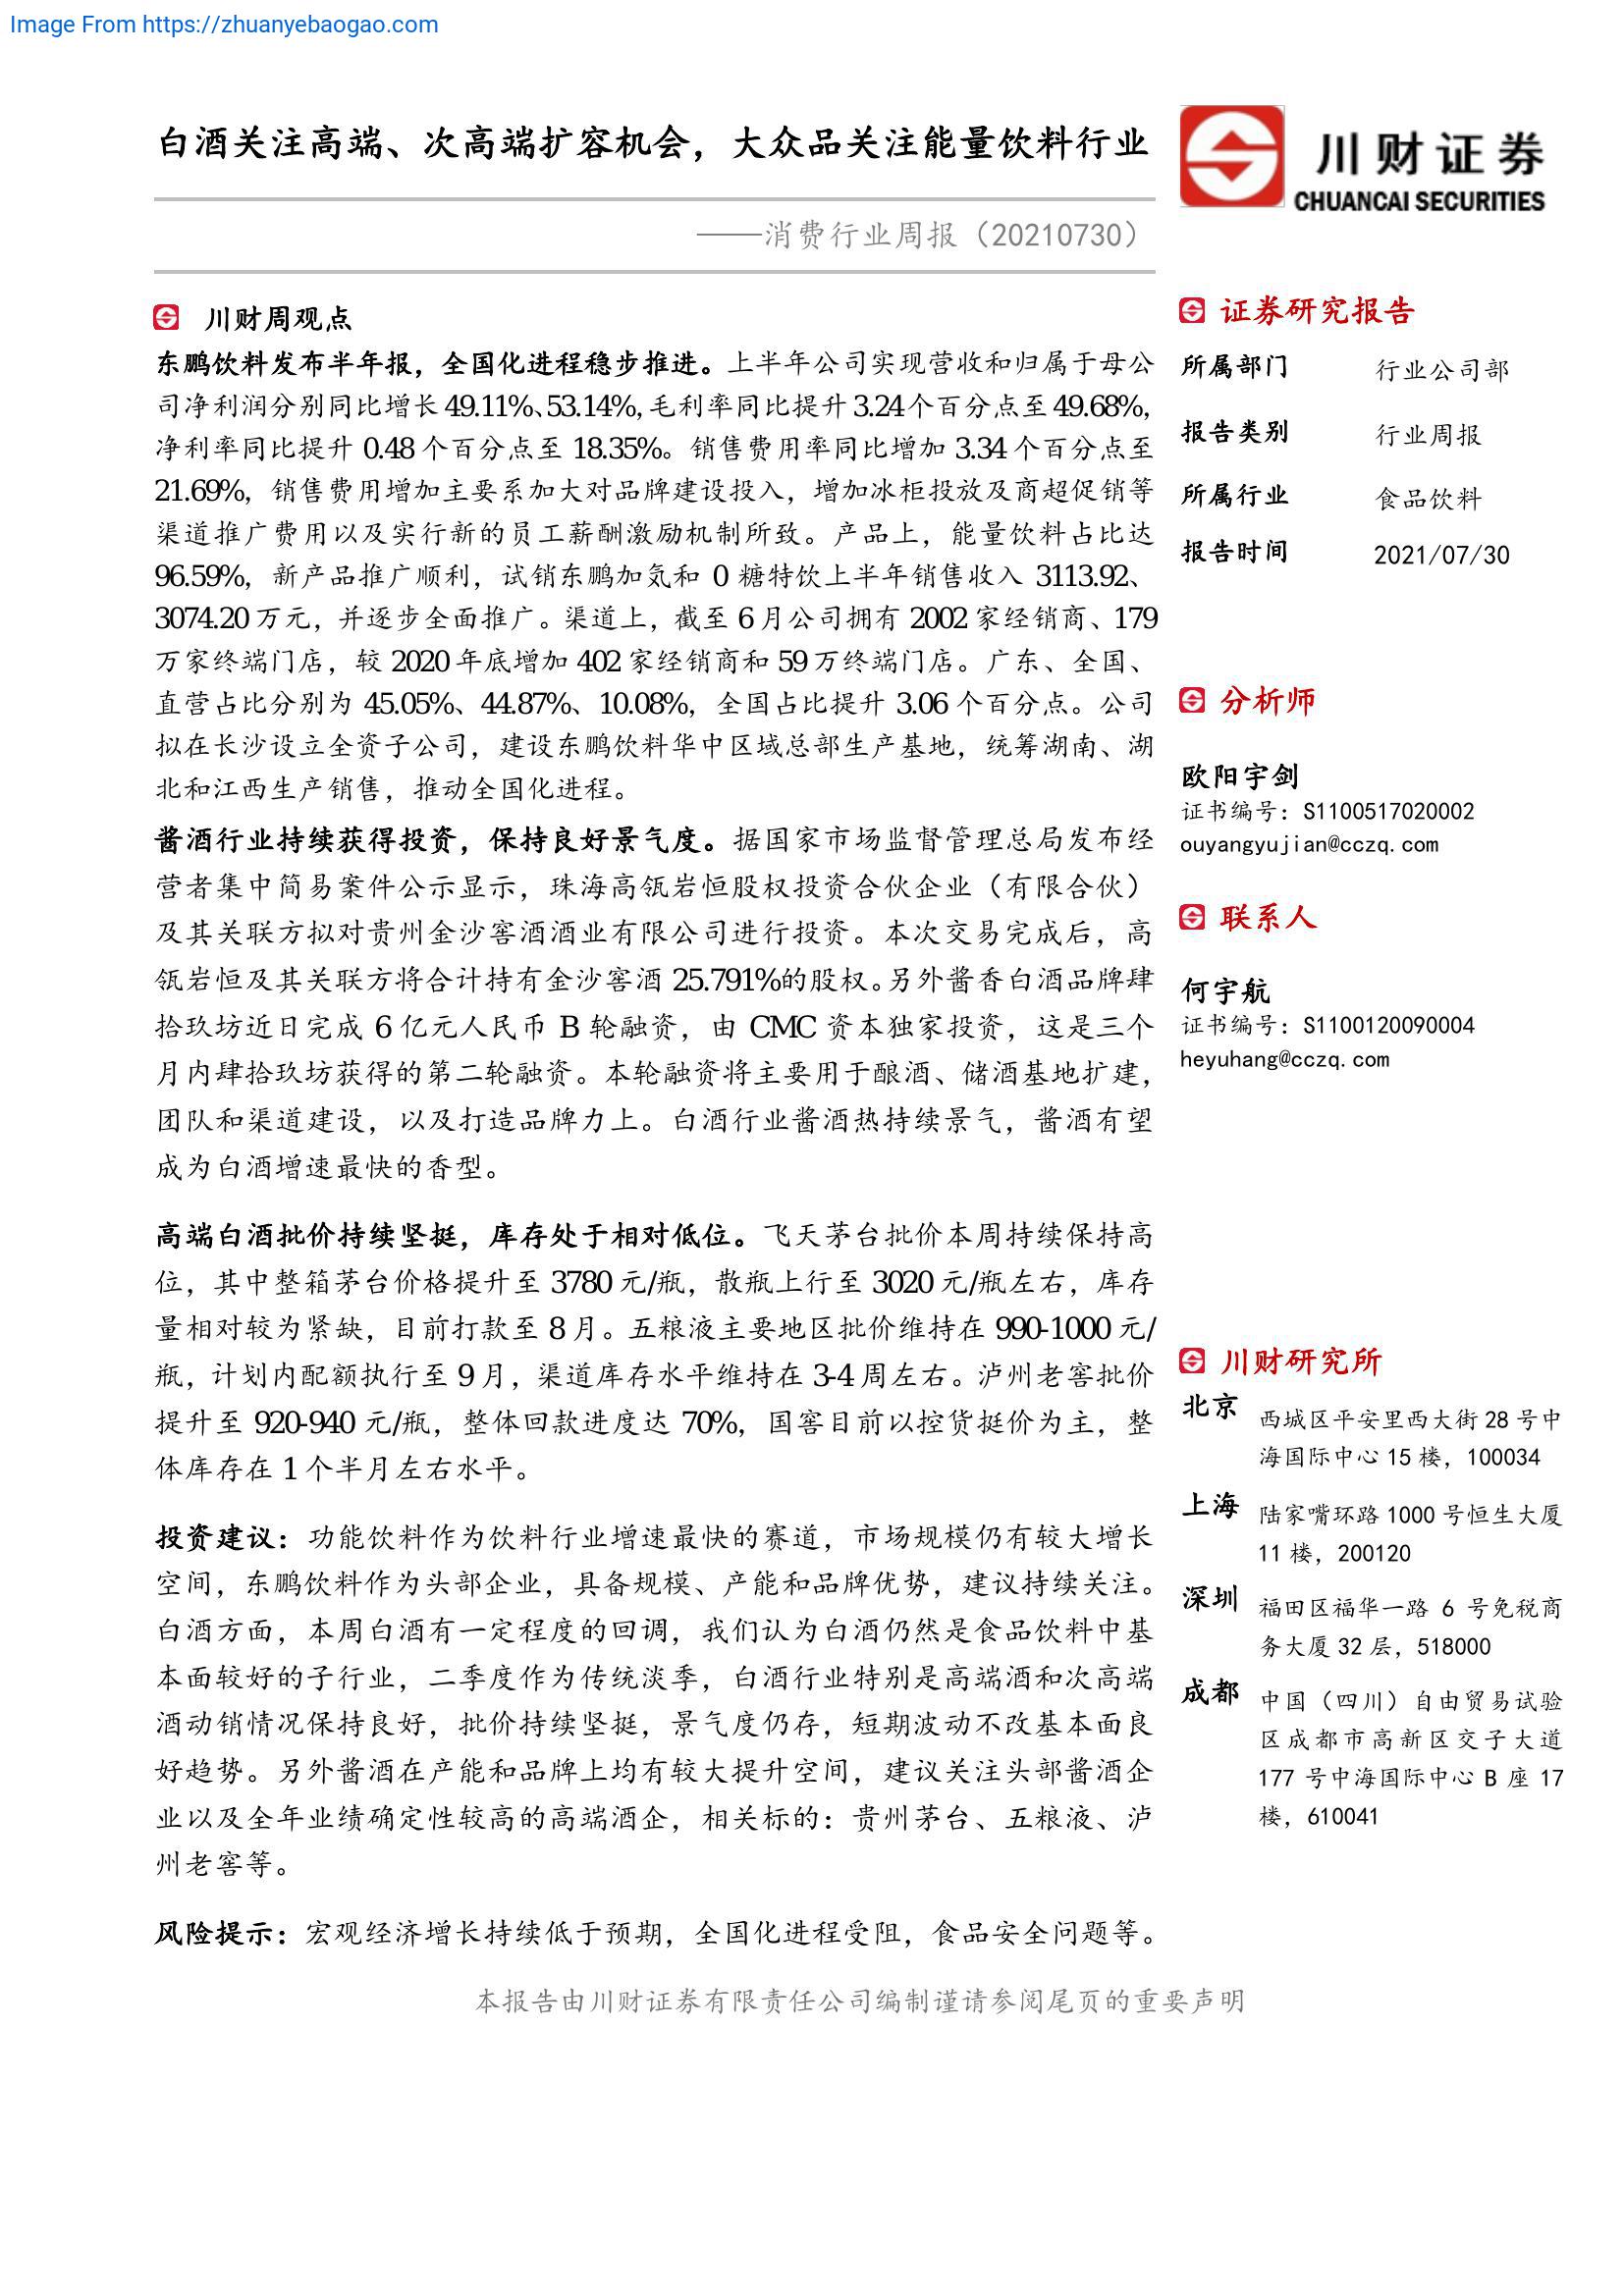 Image From https://zhuanyebaogao.com
白酒关注高端、次高端扩容机会，大众品关注能量饮料行业
——消费行业周报（20210730）
川财证券
CHUANCAI SECURITIES
川财周观点
东鹏饮料发布半年报，全国化进程稳步推进。上半年公司实现营收和归属于母公
司净利润分别同比增长 49.11%、53.14%，毛利率同比提升 3.24 个百分点至 49.68%，
净利率同比提升 0.48 个百分点至 18.35%。销售费用率同比增加 3.34 个百分点至
21.69%，销售费用增加主要系加大对品牌建设投入，增加冰柜投放及商超促销等
渠道推广费用以及实行新的员工薪酬激励机制所致。产品上，能量饮料占比达
96.59%，新产品推广顺利，试销东鹏加気和 0 糖特饮上半年销售收入 3113.92、
3074.20 万元，并逐步全面推广。渠道上，截至 6 月公司拥有 2002 家经销商、179
万家终端门店，较 2020 年底增加 402 家经销商和 59 万终端门店。广东、全国、
直营占比分别为 45.05%、44.87%、10.08%，全国占比提升 3.06 个百分点。公司
拟在长沙设立全资子公司，建设东鹏饮料华中区域总部生产基地，统筹湖南、湖
北和江西生产销售，推动全国化进程。
酱酒行业持续获得投资，保持良好景气度。据国家市场监督管理总局发布经
营者集中简易案件公示显示，珠海高瓴岩恒股权投资合伙企业（有限合伙）
及其关联方拟对贵州金沙窖酒酒业有限公司进行投资。本次交易完成后，高
瓴岩恒及其关联方将合计持有金沙窖酒 25.791%的股权。另外酱香白酒品牌肆
拾玖坊近日完成 6 亿元人民币 B 轮融资，由 CMC 资本独家投资，这是三个
月内肆拾玖坊获得的第二轮融资。本轮融资将主要用于酿酒、储酒基地扩建，
团队和渠道建设，以及打造品牌力上。白酒行业酱酒热持续景气，酱酒有望
成为白酒增速最快的香型。
高端白酒批价持续坚挺，库存处于相对低位。飞天茅台批价本周持续保持高
位，其中整箱茅台价格提升至 3780 元/瓶，散瓶上行至 3020 元/瓶左右，库存
量相对较为紧缺，目前打款至 8 月。五粮液主要地区批价维持在 990-1000 元/
瓶，计划内配额执行至 9 月，渠道库存水平维持在 3-4 周左右。泸州老窖批价
提升至 920-940 元/瓶，整体回款进度达 70%，国窖目前以控货挺价为主，整
体库存在 1 个半月左右水平。
投资建议：功能饮料作为饮料行业增速最快的赛道，市场规模仍有较大增长
空间，东鹏饮料作为头部企业，具备规模、产能和品牌优势，建议持续关注。
白酒方面，本周白酒有一定程度的回调，我们认为白酒仍然是食品饮料中基
本面较好的子行业，二季度作为传统淡季，白酒行业特别是高端酒和次高端
酒动销情况保持良好，批价持续坚挺，景气度仍存，短期波动不改基本面良
好趋势。另外酱酒在产能和品牌上均有较大提升空间，建议关注头部酱酒企
业以及全年业绩确定性较高的高端酒企，相关标的：贵州茅台、五粮液、泸
州老窖等。
风险提示：宏观经济增长持续低于预期，全国化进程受阻，食品安全问题等。
证券研究报告
所属部门 行业公司部
报告类别 行业周报
所属行业 食品饮料
报告时间 2021/07/30
分析师
欧阳宇剑
证书编号：S1100517020002
ouyangyujian@cczq.com
联系人
何宇航
证书编号：S1100120090004
heyuhang@cczq.com
川财研究所
北京 西城区平安里西大街 28 号中
海国际中心 15 楼，100034
上海 陆家嘴环路 1000 号恒生大厦
11 楼，200120
深圳 福田区福华一路 6 号免税商
务大厦 32 层，518000
成都 中国（四川）自由贸易试验
区成都市高新区交子大道
177 号中海国际中心 B 座 17
楼，610041
本报告由川财证券有限责任公司编制谨请参阅尾页的重要声明